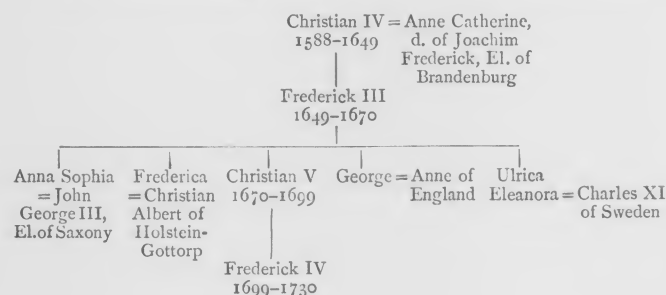 Christian IV = Anne Catherine,
1588–1649 d. of Joachim
Frederick, El. of
Brandenburg
Frederick III
1649–1670
Anna Sophia
= John
George III,
El. of Saxony
Frederica
= Christian
Albert of
Holstein-
Gottorp
Christian V
1670–1699
George = Anne of
England
Ulrica
Eleanora = Charles XI
of Sweden
Frederick IV
1699–1730